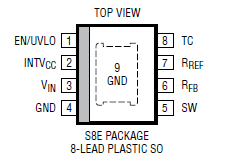 TOP VIEW
EN/UVLO 1 8 TC
INTVCC 2 7 RREF
VIN 3 6 RFB
GND 4 5 SW
9
GND
S8E PACKAGE
8-LEAD PLASTIC SO